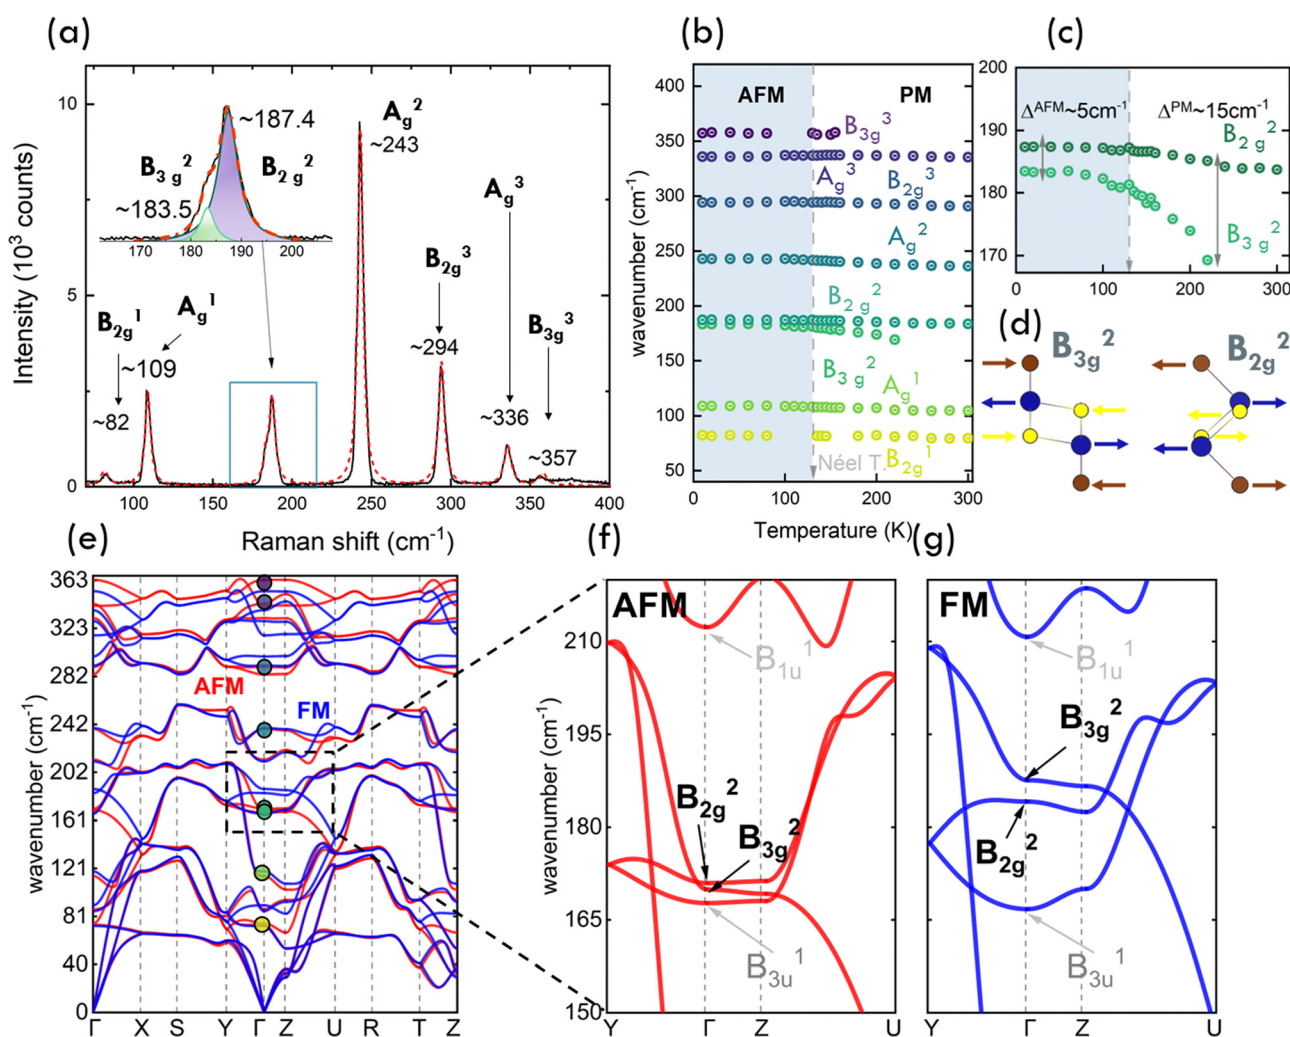 (a)
10
5
0
Intensity (10³ counts)
100
150
200
250
300
350
400
Raman shift (cm⁻¹)
~187.4
B₃g²
B₂g²
~183.5
170
180
190
200
Ag²
~243
Ag³
B₂g³
B₂g¹
Ag¹
B₃g³
~109
~294
~82
~336
~357
(b)
400
350
300
250
200
150
100
50
wavenumber (cm⁻¹)
AFM
PM
B₃g³
Ag³
B₂g³
Ag²
B₂g²
B₃g²
Ag¹
Néel T.
B₂g¹
0
100
200
300
Temperature (K)
(c)
200
190
180
170
Δᴬᶠᴹ~5cm⁻¹
Δᴾᴹ~15cm⁻¹
B₂g²
B₃g²
0
100
200
300
(d)
B₃g²
B₂g²
(e)
363
323
282
242
202
161
121
81
40
0
wavenumber (cm⁻¹)
AFM
FM
Γ
X
S
Y
Γ
Z
U
R
T
Z
(f)
AFM
210
195
180
165
150
wavenumber (cm⁻¹)
B₁u¹
B₂g²
B₃g²
B₃u¹
Y
Γ
Z
U
(g)
FM
B₁u¹
B₃g²
B₂g²
B₃u¹
Y
Γ
Z
U